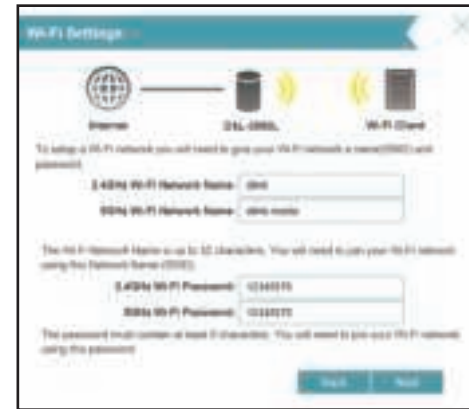 Wi-Fi Settings
Internet
Wi-Fi Client
To setup a Wi-Fi network you will need to give your Wi-Fi network a name(SSID) and
password.
2.4GHz Wi-Fi Network Name
5GHz Wi-Fi Network Name
The Wi-Fi Network Name is up to 32 characters. You will need to join your Wi-Fi network
using the Network Name (SSID).
2.4GHz Wi-Fi Password
12345670
5GHz Wi-Fi Password
12345670
The password must contain at least 8 characters. You will need to join your Wi-Fi network
using this password.
Back
Next